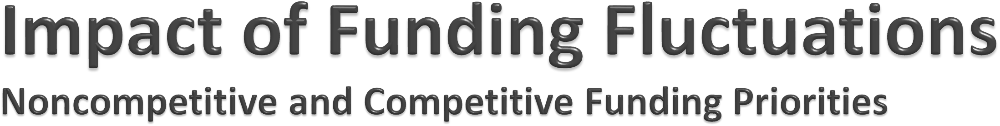 Impact of Funding Fluctuations
Noncompetitive and Competitive Funding Priorities